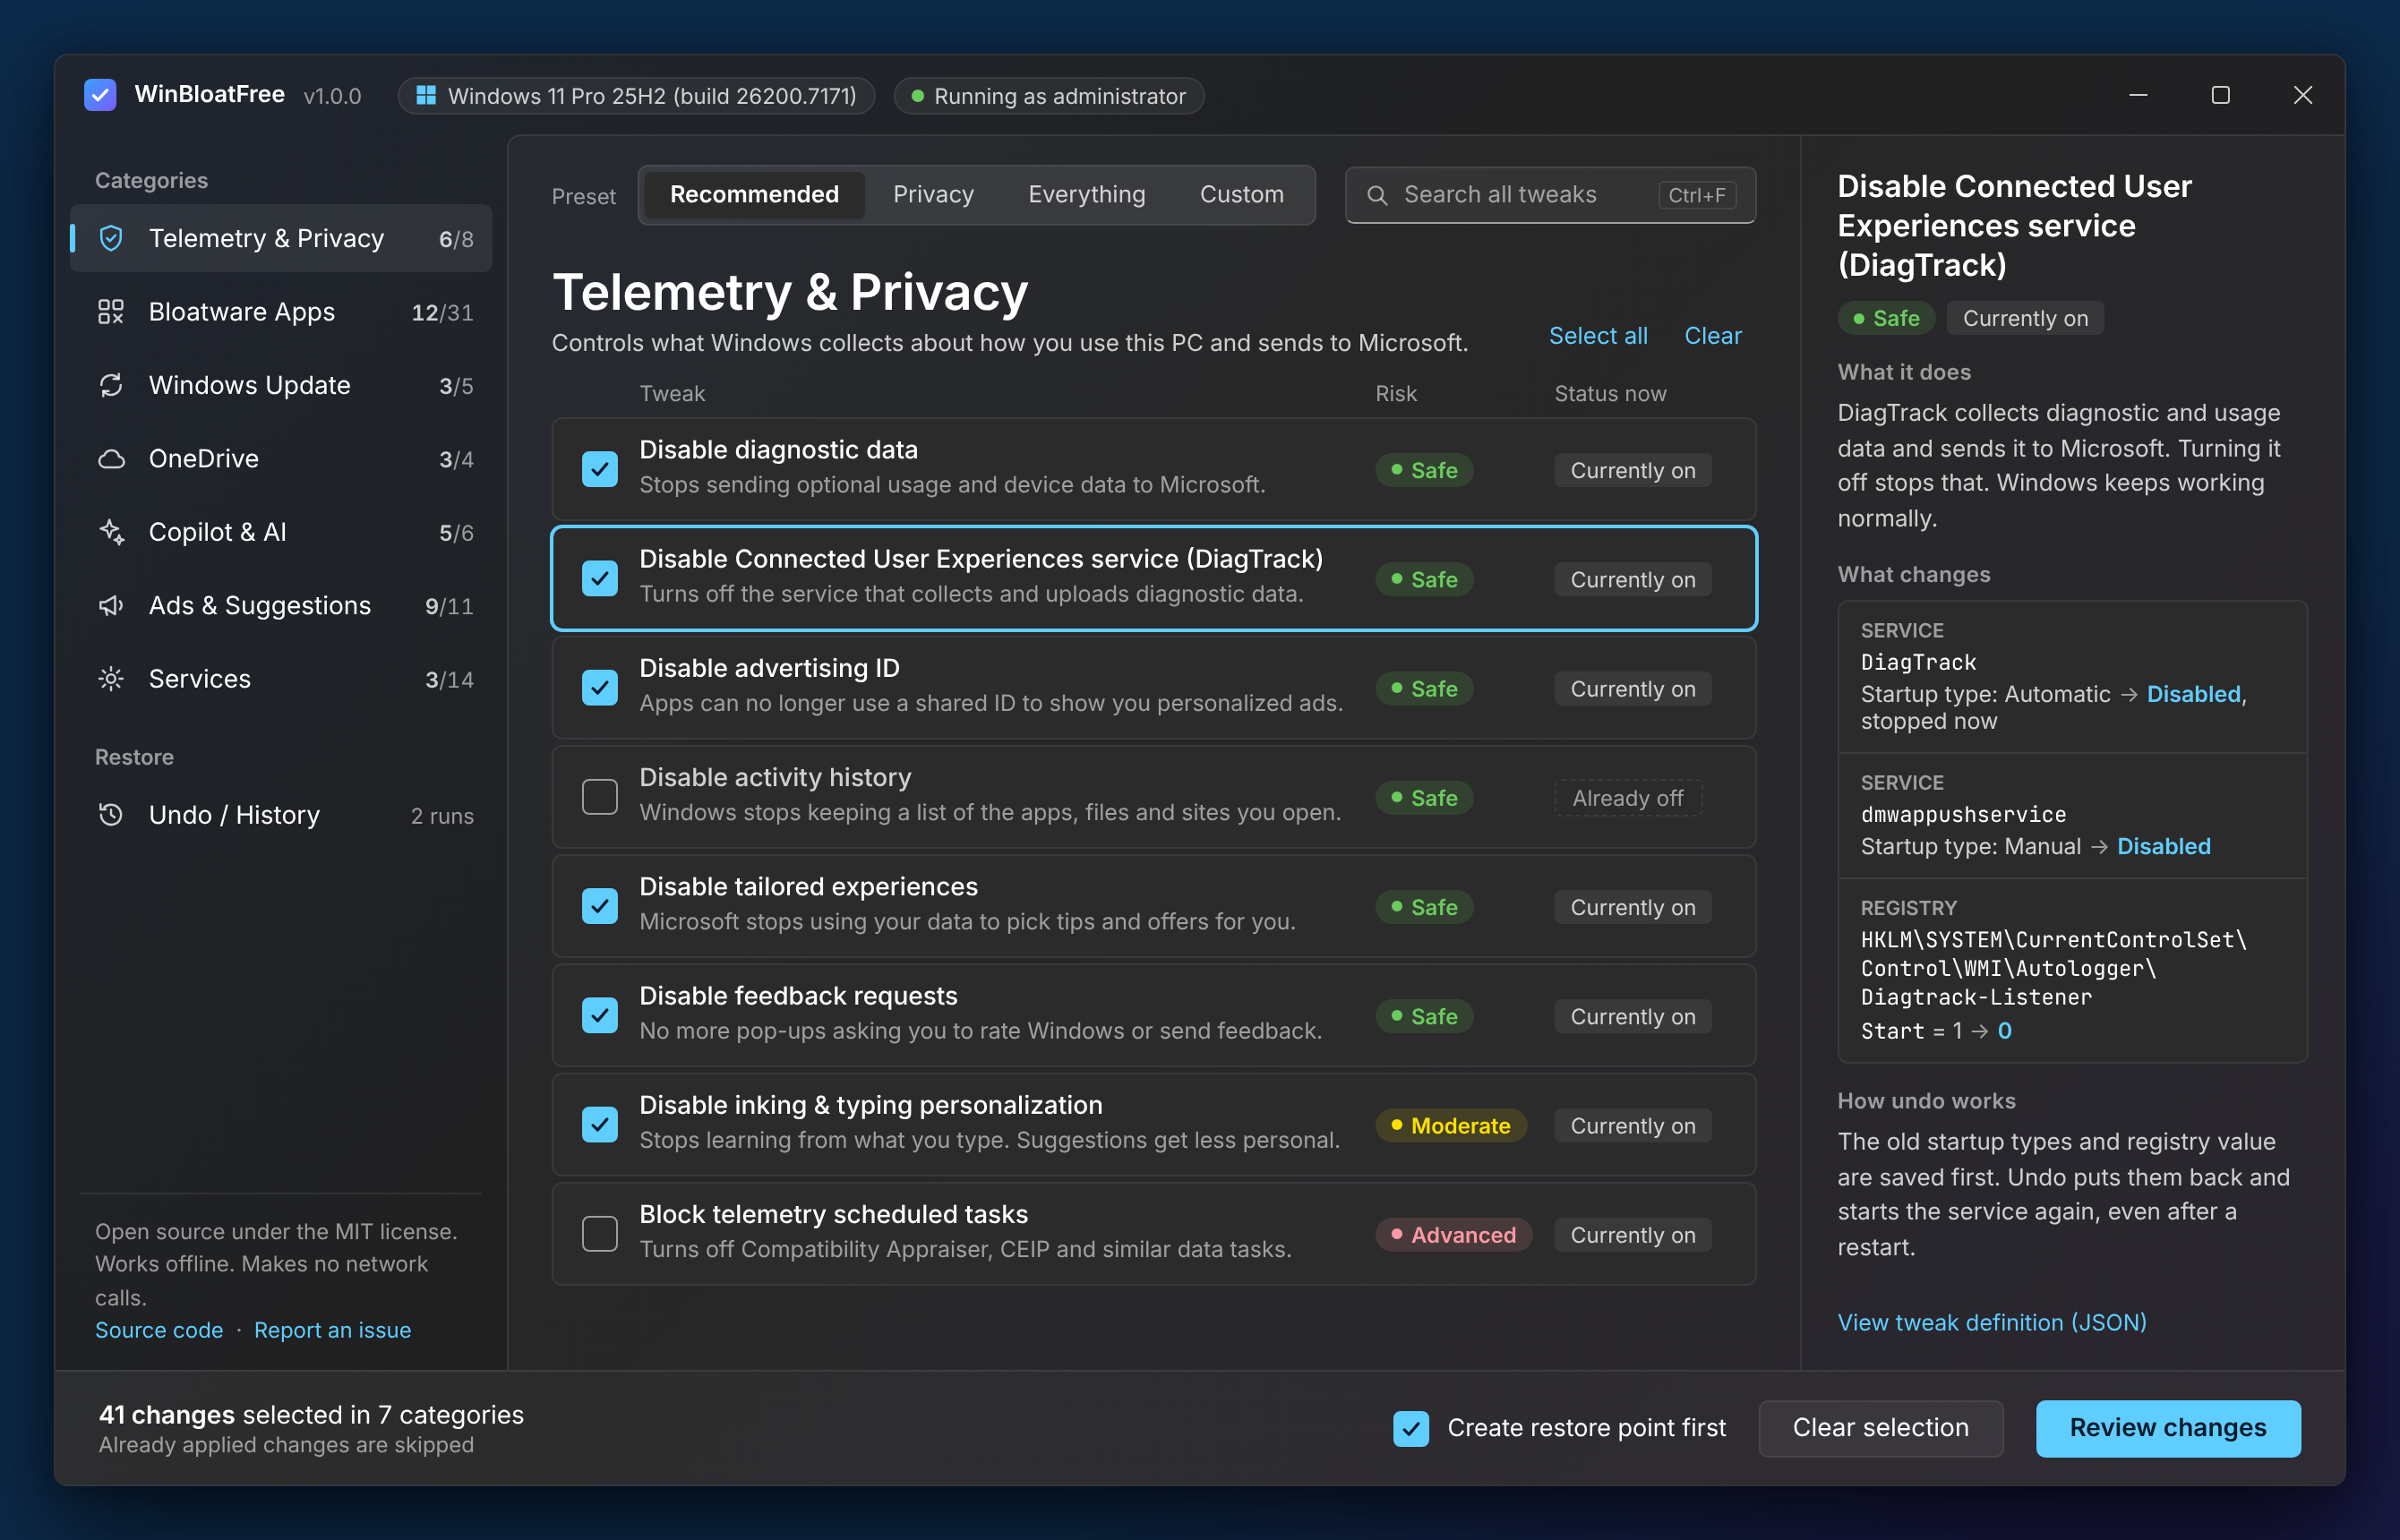 WinBloatFree v1.0.0
Windows 11 Pro 25H2 (build 26200.7171)
Running as administrator
Categories
Telemetry & Privacy 6/8
Bloatware Apps 12/31
Windows Update 3/5
OneDrive 3/4
Copilot & AI 5/6
Ads & Suggestions 9/11
Services 3/14
Restore
Undo / History 2 runs
Open source under the MIT license.
Works offline. Makes no network
calls.
Source code · Report an issue
Preset Recommended Privacy Everything Custom
Search all tweaks Ctrl+F
Telemetry & Privacy
Controls what Windows collects about how you use this PC and sends to Microsoft.
Select all Clear
Tweak Risk Status now
Disable diagnostic data
Stops sending optional usage and device data to Microsoft.
Safe Currently on
Disable Connected User Experiences service (DiagTrack)
Turns off the service that collects and uploads diagnostic data.
Safe Currently on
Disable advertising ID
Apps can no longer use a shared ID to show you personalized ads.
Safe Currently on
Disable activity history
Windows stops keeping a list of the apps, files and sites you open.
Safe Already off
Disable tailored experiences
Microsoft stops using your data to pick tips and offers for you.
Safe Currently on
Disable feedback requests
No more pop-ups asking you to rate Windows or send feedback.
Safe Currently on
Disable inking & typing personalization
Stops learning from what you type. Suggestions get less personal.
Moderate Currently on
Block telemetry scheduled tasks
Turns off Compatibility Appraiser, CEIP and similar data tasks.
Advanced Currently on
Disable Connected User
Experiences service
(DiagTrack)
Safe Currently on
What it does
DiagTrack collects diagnostic and usage
data and sends it to Microsoft. Turning it
off stops that. Windows keeps working
normally.
What changes
SERVICE
DiagTrack
Startup type: Automatic → Disabled,
stopped now
SERVICE
dmwappushservice
Startup type: Manual → Disabled
REGISTRY
HKLM\SYSTEM\CurrentControlSet\
Control\WMI\Autologger\
Diagtrack-Listener
Start = 1 → 0
How undo works
The old startup types and registry value
are saved first. Undo puts them back and
starts the service again, even after a
restart.
View tweak definition (JSON)
41 changes selected in 7 categories
Already applied changes are skipped
Create restore point first
Clear selection
Review changes